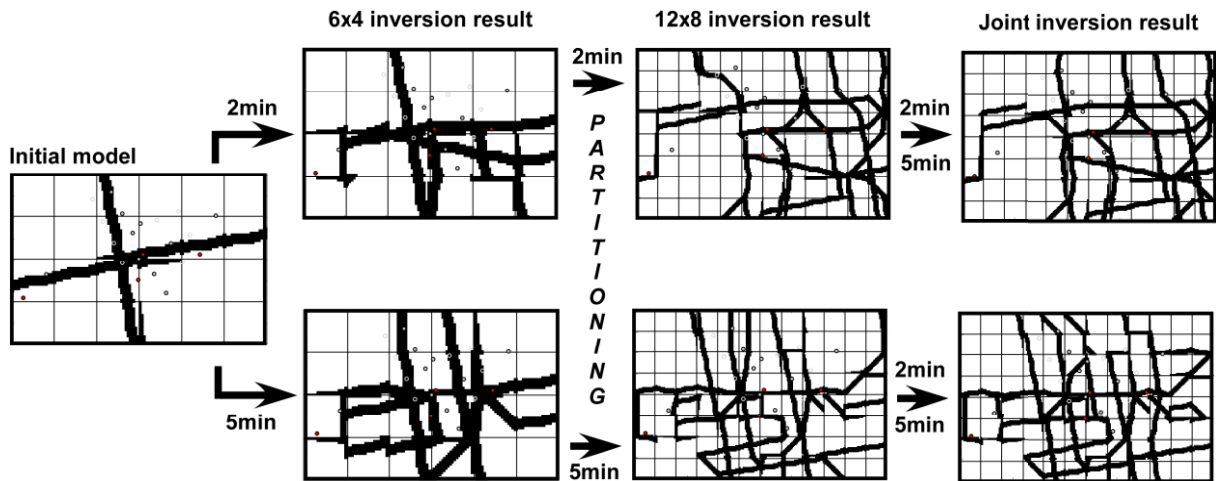 6x4 inversion result
12x8 inversion result
Joint inversion result
2min
2min
2min
5min
Initial model
PARTITIONING
5min
5min
2min
5min